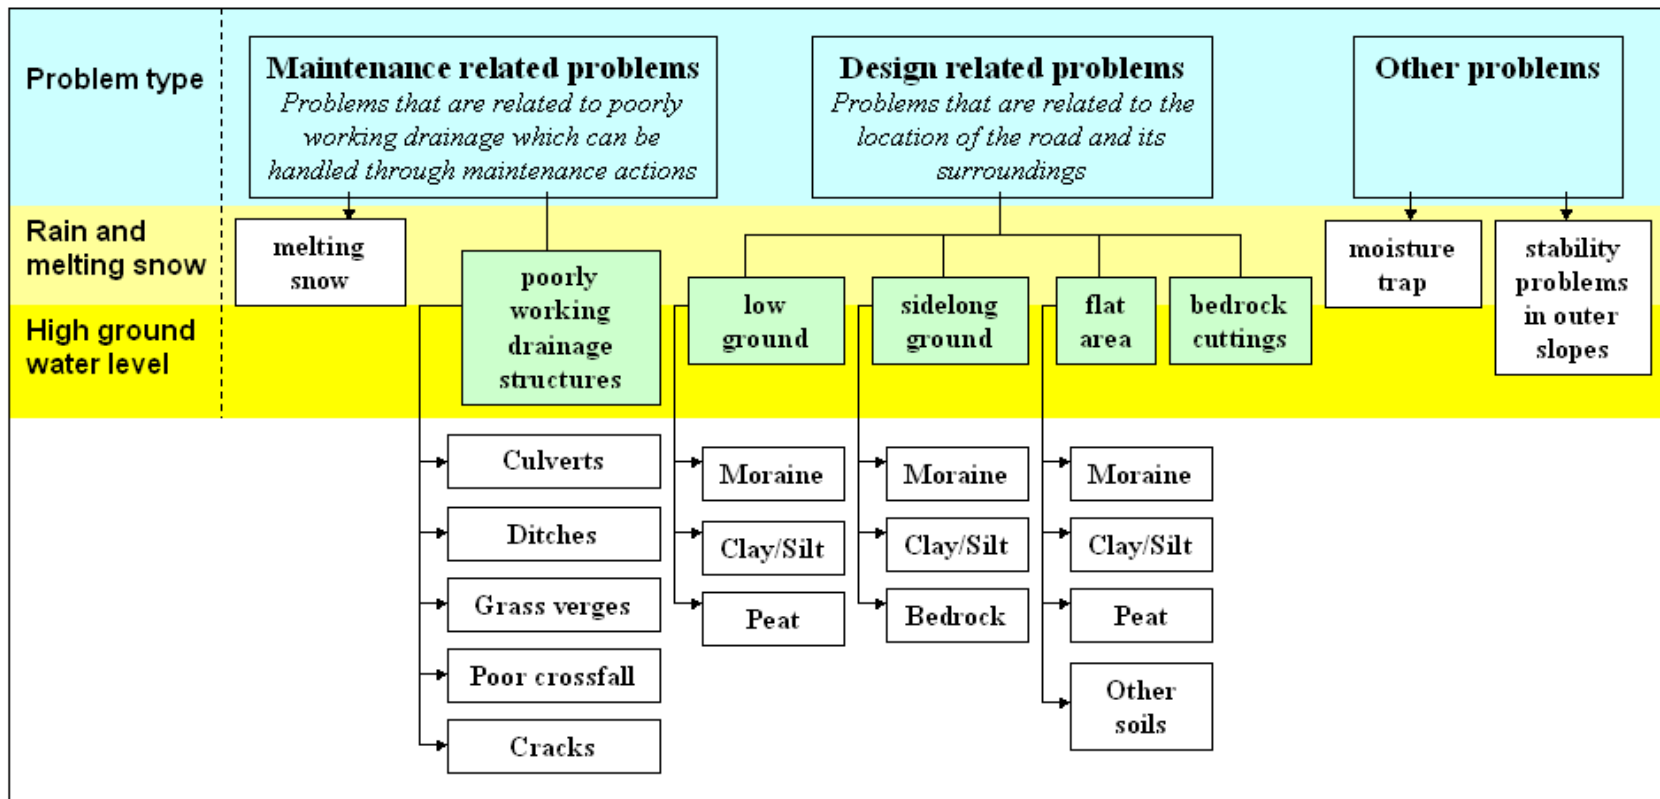 Problem type
Maintenance related problems
Problems that are related to poorly
working drainage which can be
handled through maintenance actions
Design related problems
Problems that are related to the
location of the road and its
surroundings
Other problems
Rain and
melting snow
High ground
water level
melting
snow
poorly
working
drainage
structures
low
ground
sidelong
ground
flat
area
bedrock
cuttings
moisture
trap
stability
problems
in outer
slopes
Culverts
Ditches
Grass verges
Poor crossfall
Cracks
Moraine
Clay/Silt
Peat
Moraine
Clay/Silt
Bedrock
Moraine
Clay/Silt
Peat
Other
soils